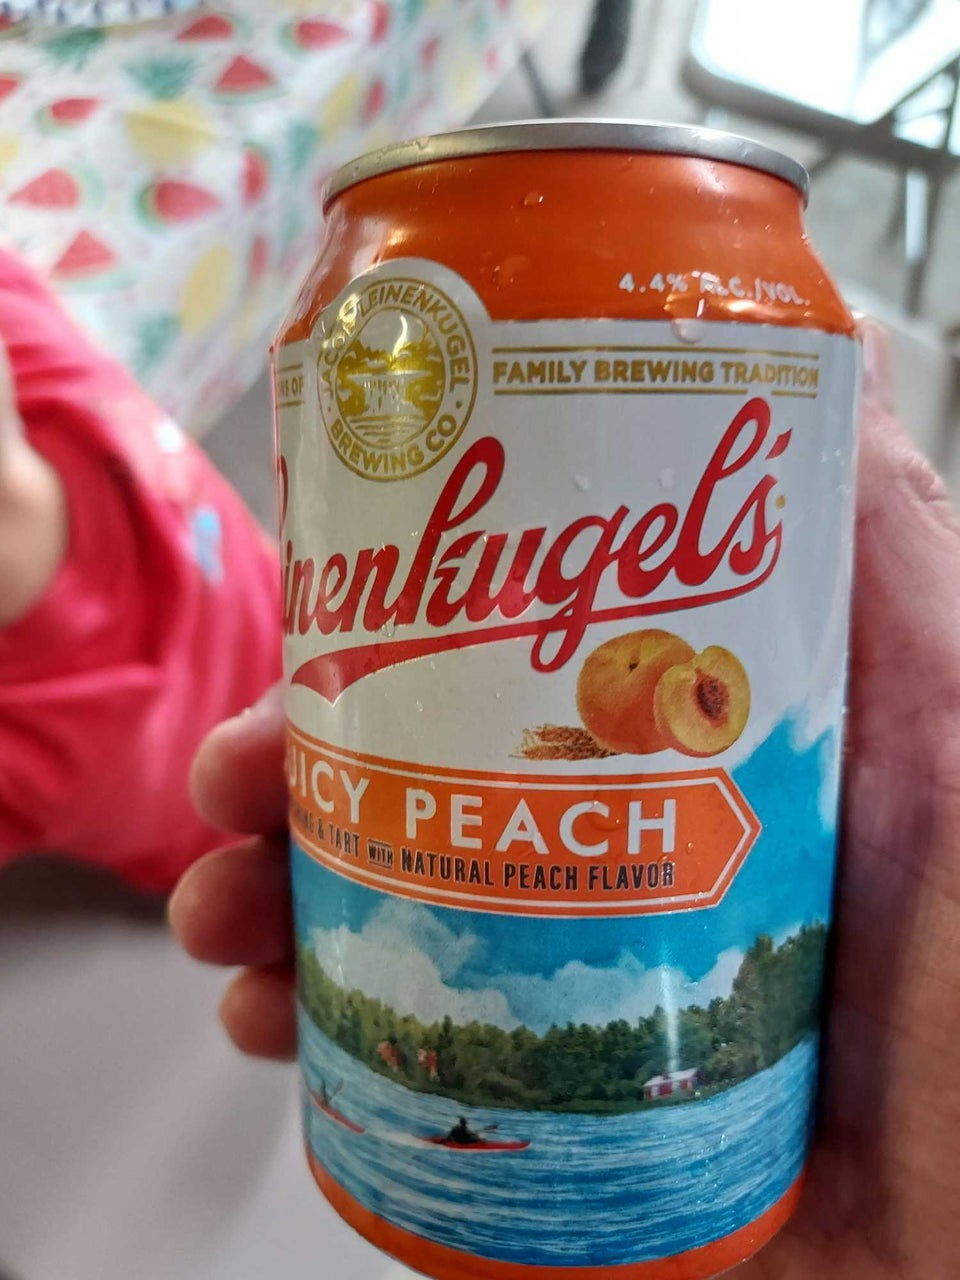 4.4% ALC./VOL.
JACOB LEINENKUGEL
BREWING CO.
OF
FAMILY BREWING TRADITION
inenkugel's
UICY PEACH
& TART WITH NATURAL PEACH FLAVOR